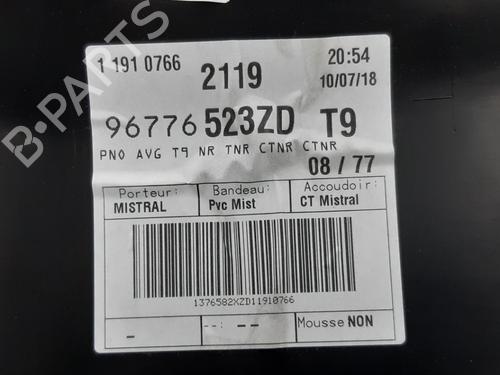 1 191 0766
2119
20:54
10/07/18
96776 523ZD T9
PNO AVG T9 NR TNR CTNR CTNR
08 / 77
Porteur: Bandeau: Accoudoir:
MISTRAL Pvc Mist CT Mistral
1376582XZD11910766
– --: –– Mousse NON
B-PARTS